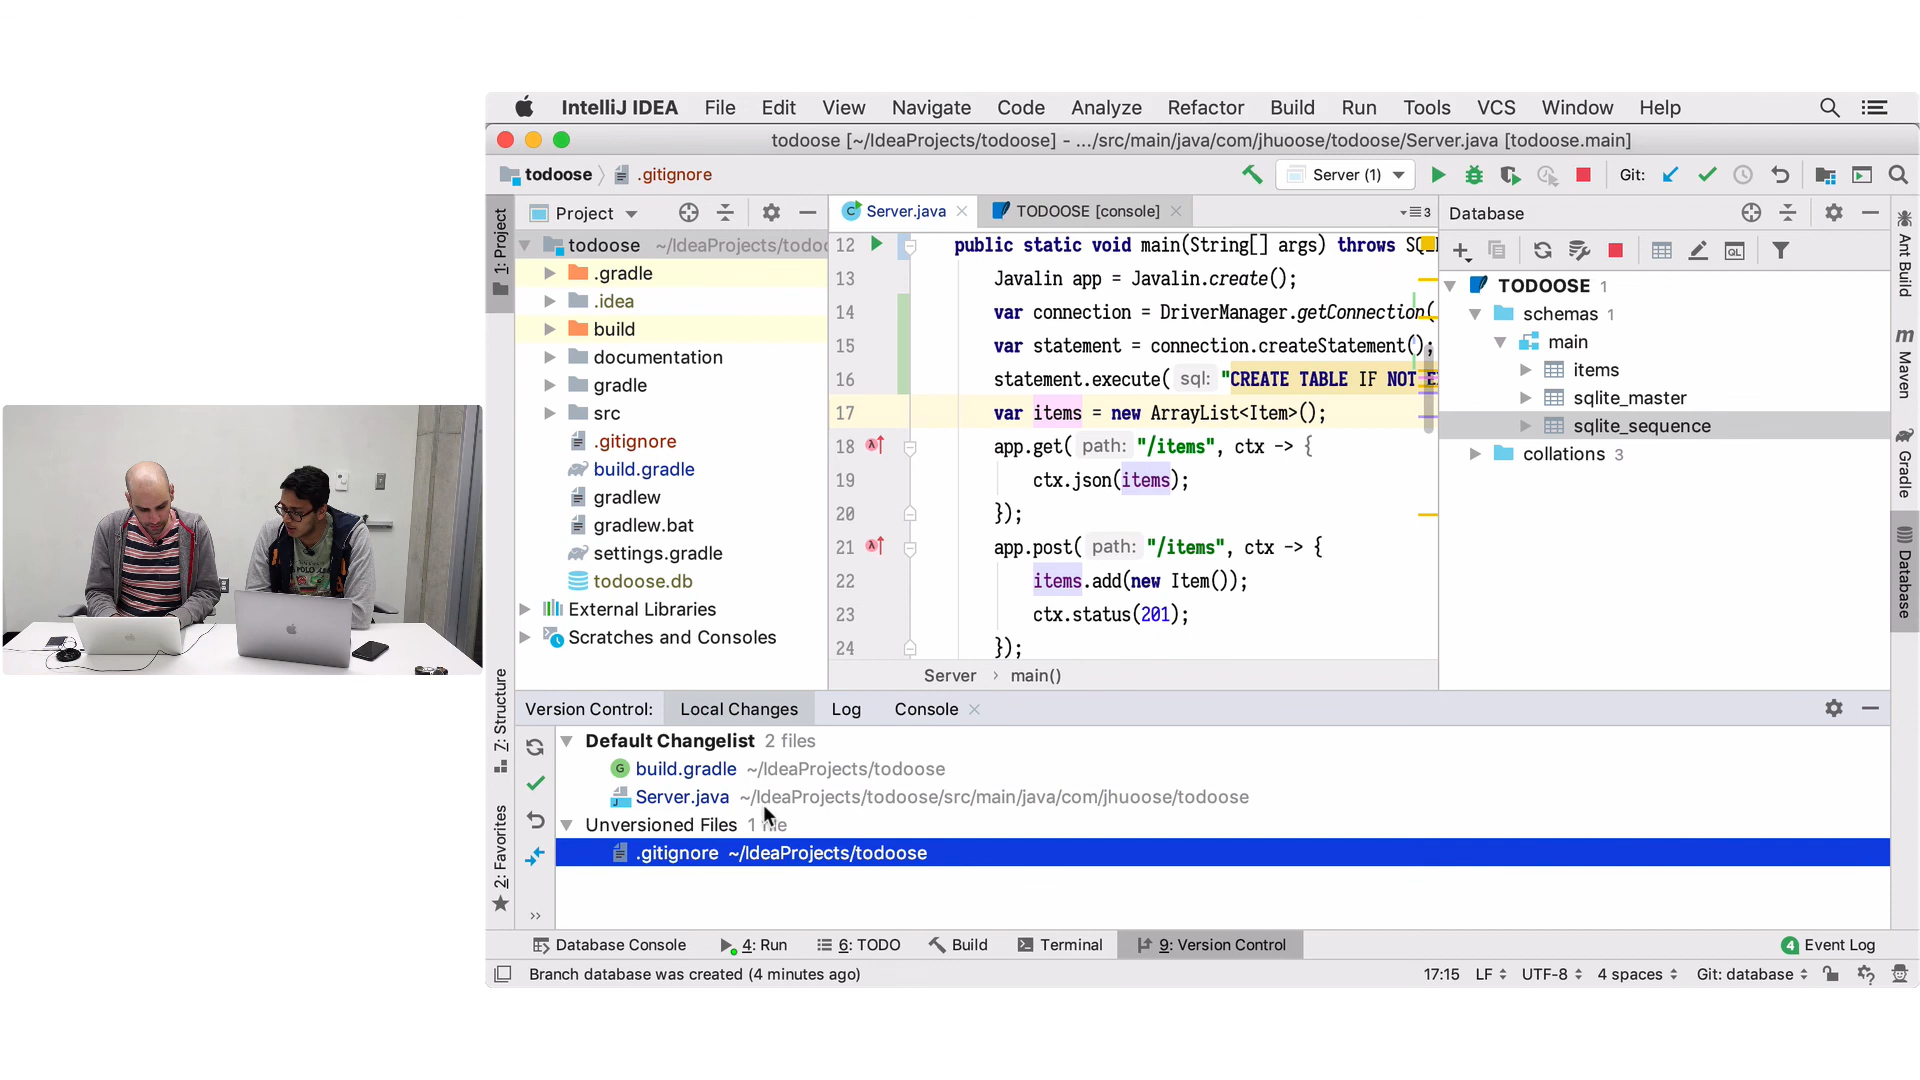 IntelliJ IDEA File Edit View Navigate Code Analyze Refactor Build Run Tools VCS Window Help
todoose [~/IdeaProjects/todoose] - .../src/main/java/com/jhuoose/todoose/Server.java [todoose.main]
todoose .gitignore Server (1) Git:
1: Project
Project
Server.java TODOOSE [console] 3
Database
todoose ~/IdeaProjects/todoo
.gradle
.idea
build
documentation
gradle
src
.gitignore
build.gradle
gradlew
gradlew.bat
settings.gradle
todoose.db
External Libraries
Scratches and Consoles
12 public static void main(String[] args) throws SQ
13 Javalin app = Javalin.create();
14 var connection = DriverManager.getConnection(
15 var statement = connection.createStatement();
16 statement.execute( sql: "CREATE TABLE IF NOT E
17 var items = new ArrayList<Item>();
18 app.get( path: "/items", ctx -> {
19 ctx.json(items);
20 });
21 app.post( path: "/items", ctx -> {
22 items.add(new Item());
23 ctx.status(201);
24 });
Server › main()
QL
TODOOSE 1
schemas 1
main
items
sqlite_master
sqlite_sequence
collations 3
Ant Build
m Maven
Gradle
Database
7: Structure
2: Favorites
Version Control: Local Changes Log Console
Default Changelist 2 files
build.gradle ~/IdeaProjects/todoose
Server.java ~/IdeaProjects/todoose/src/main/java/com/jhuoose/todoose
Unversioned Files 1 file
.gitignore ~/IdeaProjects/todoose
Database Console 4: Run 6: TODO Build Terminal 9: Version Control 4 Event Log
Branch database was created (4 minutes ago) 17:15 LF UTF-8 4 spaces Git: database